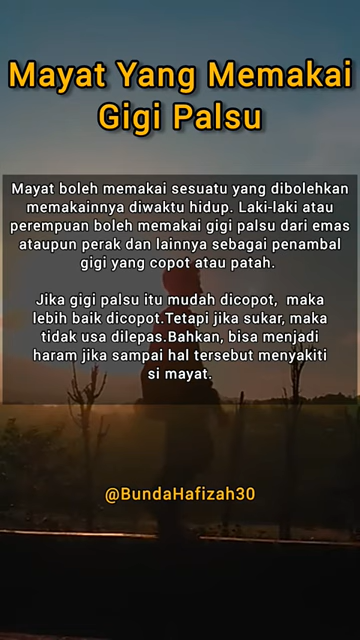 Mayat Yang Memakai
Gigi Palsu
Mayat boleh memakai sesuatu yang dibolehkan
memakainnya diwaktu hidup. Laki-laki atau
perempuan boleh memakai gigi palsu dari emas
ataupun perak dan lainnya sebagai penambal
gigi yang copot atau patah.
Jika gigi palsu itu mudah dicopot, maka
lebih baik dicopot.Tetapi jika sukar, maka
tidak usa dilepas.Bahkan, bisa menjadi
haram jika sampai hal tersebut menyakiti
si mayat.
@BundaHafizah30